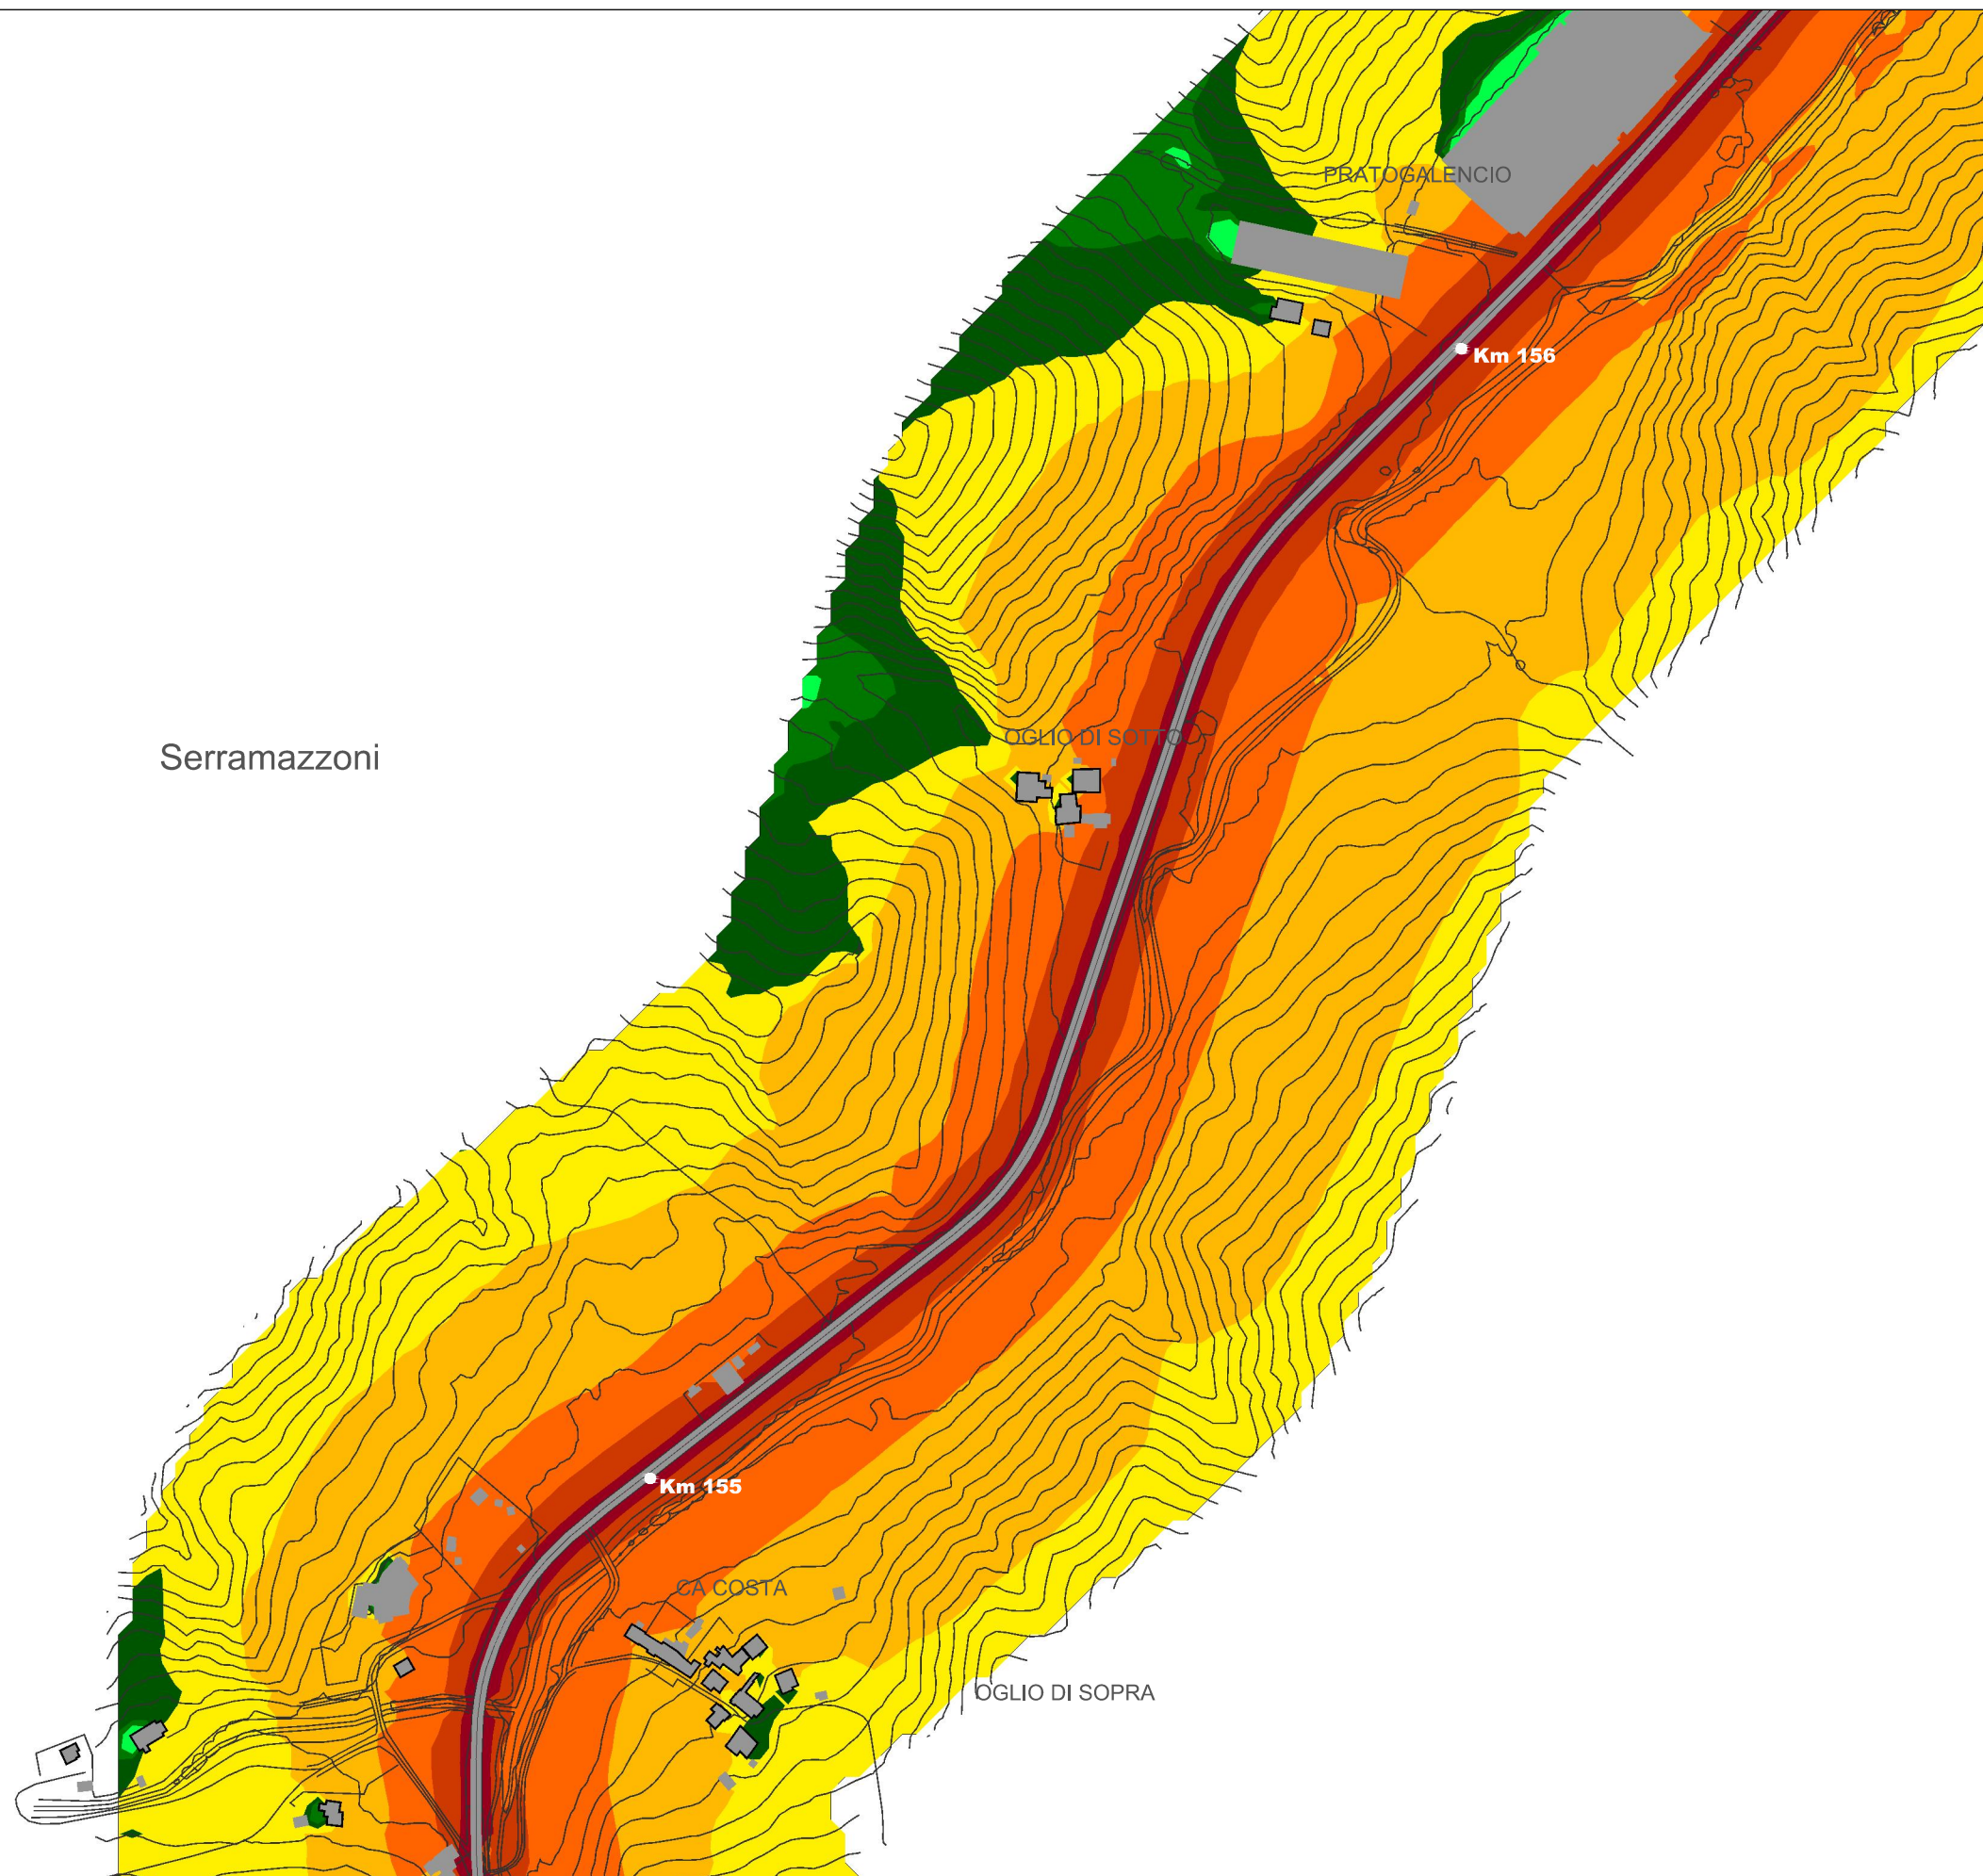 PRATOGALENCIO
Km 156
OGLIO DI SOTTO
Serramazzoni
Km 155
CA COSTA
OGLIO DI SOPRA